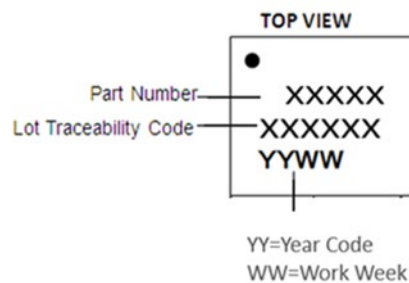 TOP VIEW
Part Number XXXXX
Lot Traceability Code XXXXXX
YYWW
YY=Year Code
WW=Work Week